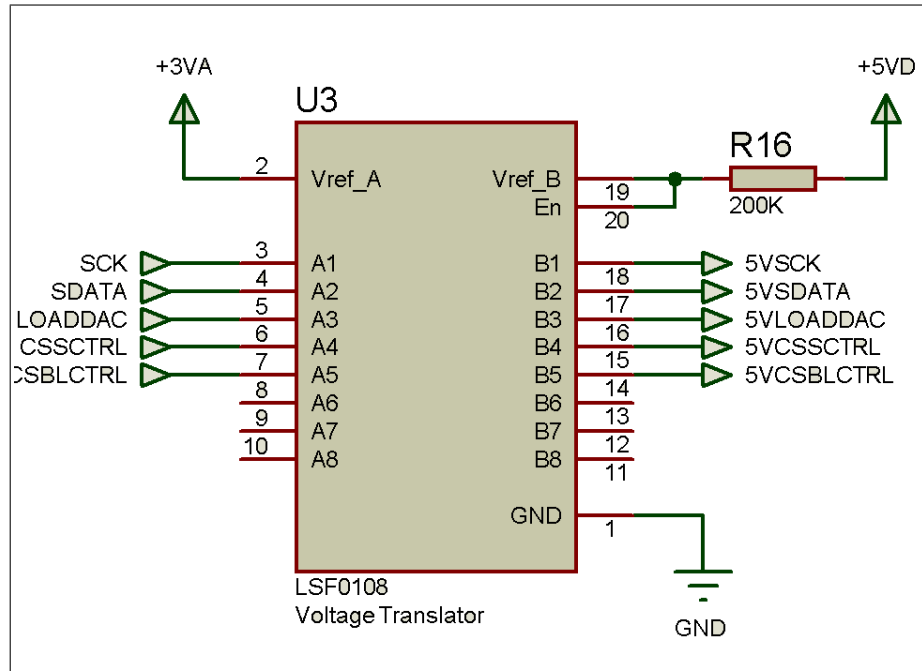 +3VA
+5VD
U3
R16
200K
2 Vref_A Vref_B 19
En 20
SCK 3 A1 B1 18 5VSCK
SDATA 4 A2 B2 17 5VSDATA
LOADDAC 5 A3 B3 16 5VLOADDAC
CSSCTRL 6 A4 B4 15 5VCSSCTRL
CSBLCTRL 7 A5 B5 14 5VCSBLCTRL
8 A6 B6 13
9 A7 B7 12
10 A8 B8 11
GND 1
LSF0108
Voltage Translator
GND